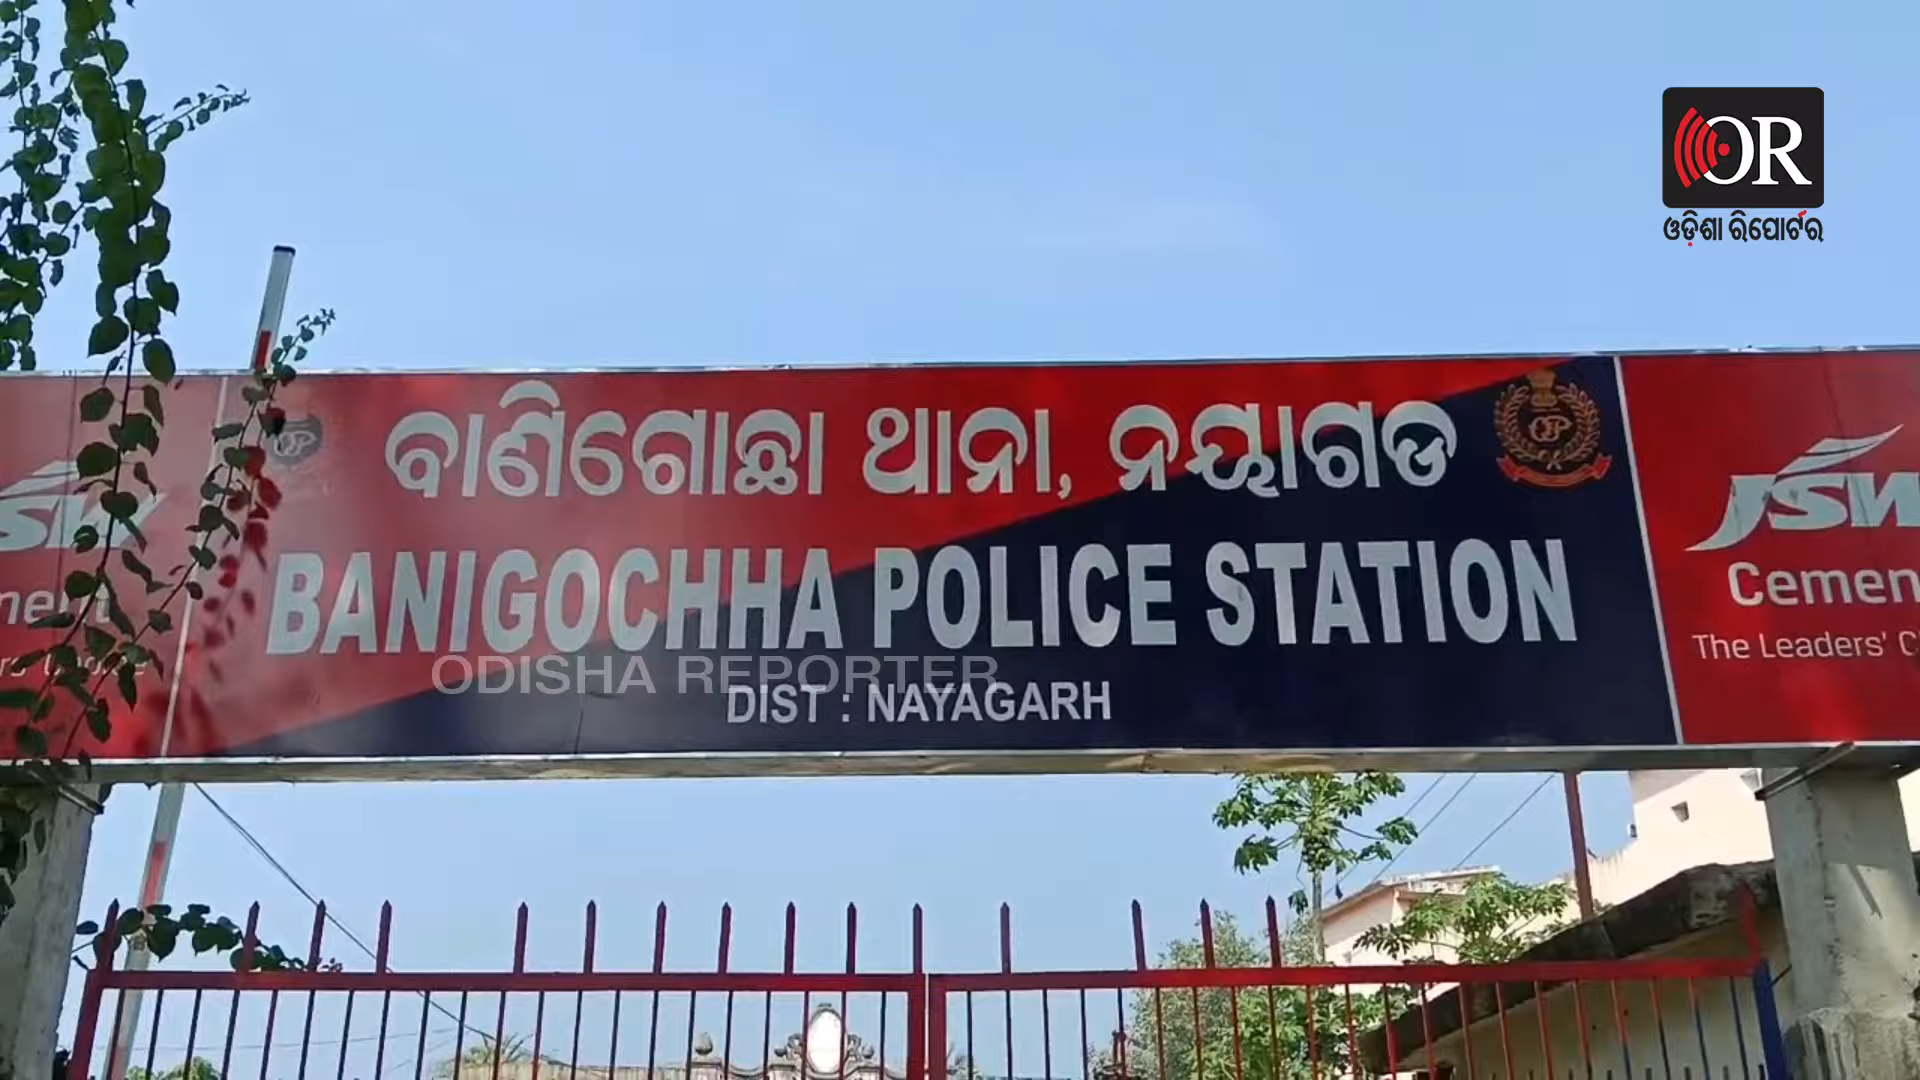 OR
ଓଡ଼ିଶା ରିପୋର୍ଟର
ବାଣିଗୋଛା ଥାନା, ନୟାଗଡ
BANIGOCHHA POLICE STATION
ODISHA REPORTER
DIST : NAYAGARH
JSW
Cemen
The Leaders' C